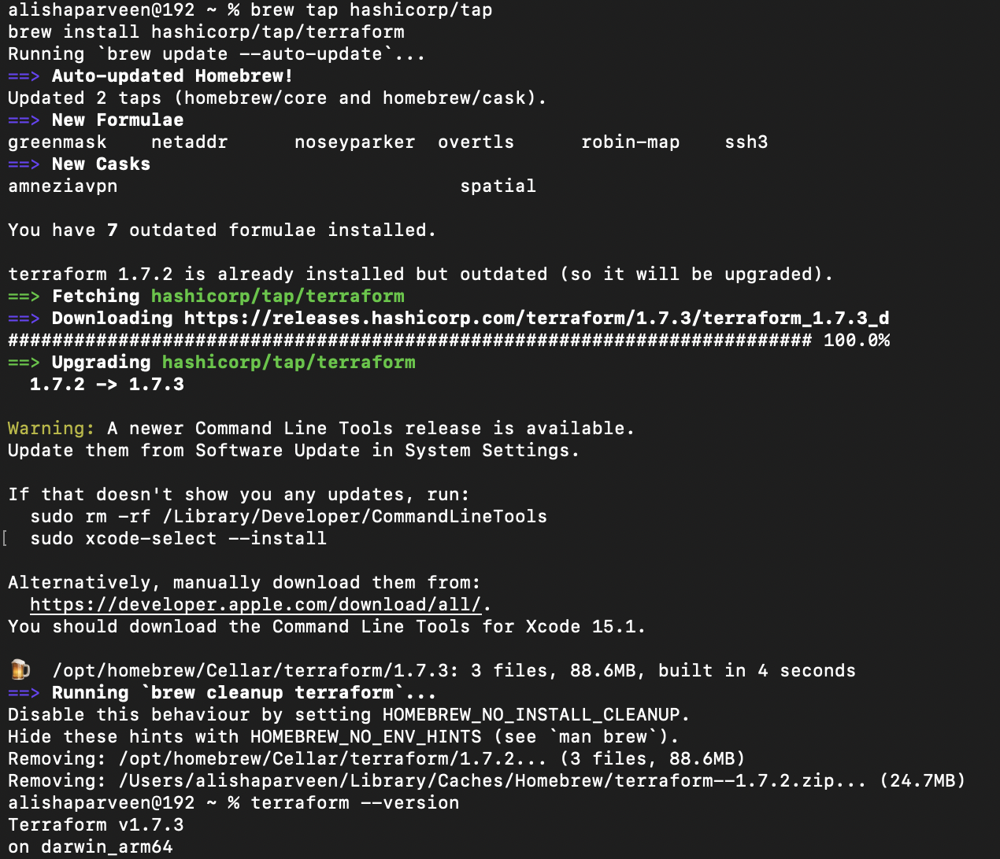 alishaparveen@192 ~ % brew tap hashicorp/tap
brew install hashicorp/tap/terraform
Running `brew update --auto-update`...
==> Auto-updated Homebrew!
Updated 2 taps (homebrew/core and homebrew/cask).
==> New Formulae
greenmask    netaddr      noseyparker  overtls      robin-map    ssh3
==> New Casks
amneziavpn                               spatial
You have 7 outdated formulae installed.
terraform 1.7.2 is already installed but outdated (so it will be upgraded).
==> Fetching hashicorp/tap/terraform
==> Downloading https://releases.hashicorp.com/terraform/1.7.3/terraform_1.7.3_d
######################################################################### 100.0%
==> Upgrading hashicorp/tap/terraform
  1.7.2 -> 1.7.3
Warning: A newer Command Line Tools release is available.
Update them from Software Update in System Settings.
If that doesn't show you any updates, run:
  sudo rm -rf /Library/Developer/CommandLineTools
[  sudo xcode-select --install
Alternatively, manually download them from:
  https://developer.apple.com/download/all/.
You should download the Command Line Tools for Xcode 15.1.
🍺  /opt/homebrew/Cellar/terraform/1.7.3: 3 files, 88.6MB, built in 4 seconds
==> Running `brew cleanup terraform`...
Disable this behaviour by setting HOMEBREW_NO_INSTALL_CLEANUP.
Hide these hints with HOMEBREW_NO_ENV_HINTS (see `man brew`).
Removing: /opt/homebrew/Cellar/terraform/1.7.2... (3 files, 88.6MB)
Removing: /Users/alishaparveen/Library/Caches/Homebrew/terraform--1.7.2.zip... (24.7MB)
alishaparveen@192 ~ % terraform --version
Terraform v1.7.3
on darwin_arm64